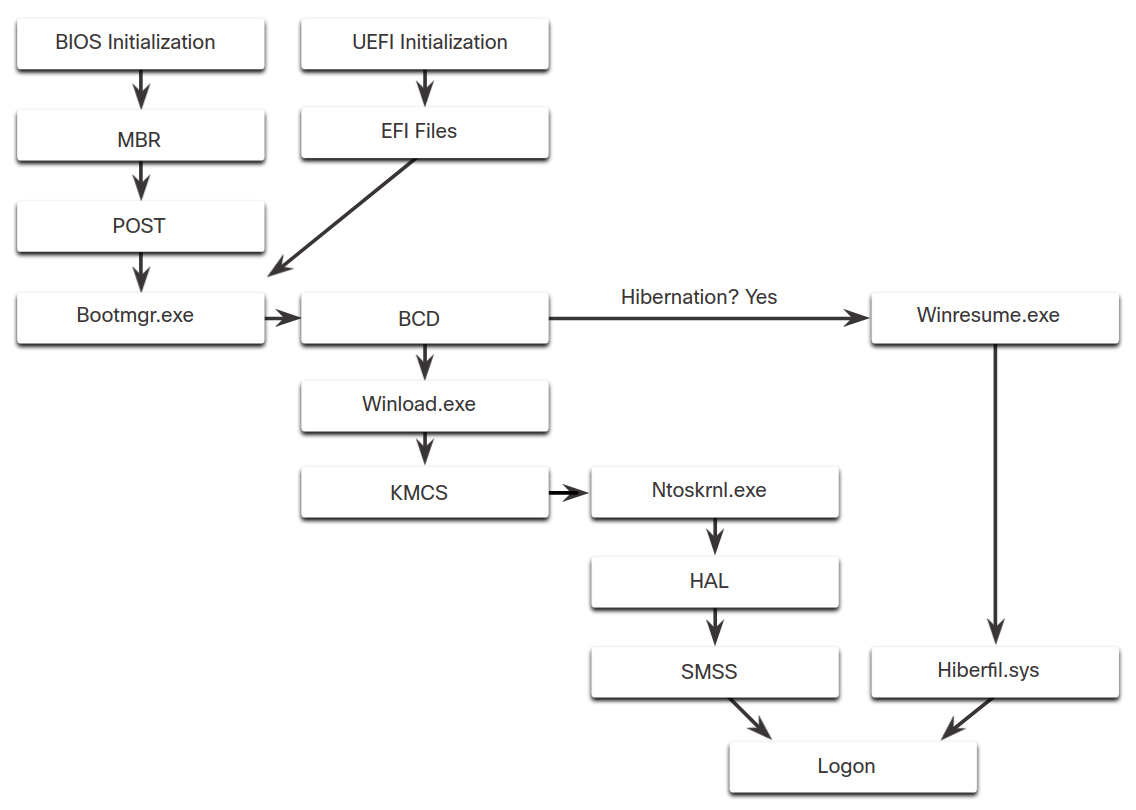 BIOS Initialization
UEFI Initialization
MBR
EFI Files
POST
Bootmgr.exe
BCD
Hibernation? Yes
Winresume.exe
Winload.exe
KMCS
Ntoskrnl.exe
HAL
SMSS
Hiberfil.sys
Logon